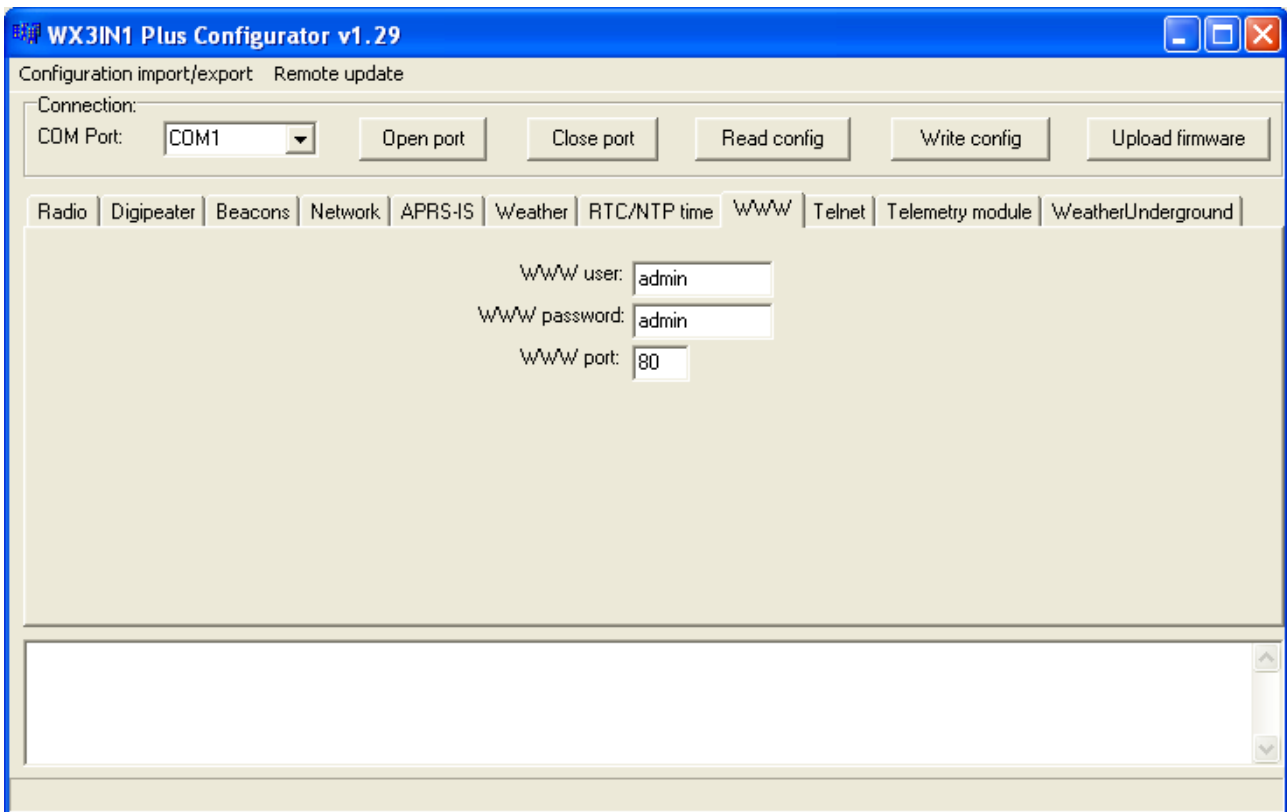 WX3IN1 Plus Configurator v1.29
Configuration import/export Remote update
Connection:
COM Port: COM1 Open port Close port Read config Write config Upload firmware
Radio Digipeater Beacons Network APRS-IS Weather RTC/NTP time WWW Telnet Telemetry module WeatherUnderground
WWW user: admin
WWW password: admin
WWW port: 80